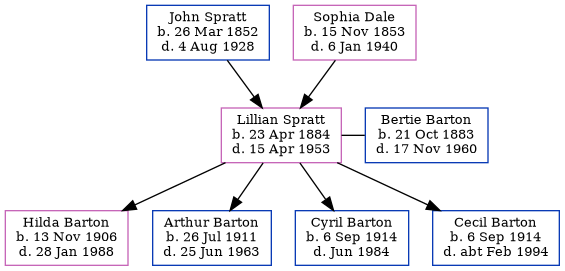 John Spratt
b. 26 Mar 1852
d. 4 Aug 1928
Sophia Dale
b. 15 Nov 1853
d. 6 Jan 1940
Lillian Spratt
b. 23 Apr 1884
d. 15 Apr 1953
Bertie Barton
b. 21 Oct 1883
d. 17 Nov 1960
Hilda Barton
b. 13 Nov 1906
d. 28 Jan 1988
Arthur Barton
b. 26 Jul 1911
d. 25 Jun 1963
Cyril Barton
b. 6 Sep 1914
d. Jun 1984
Cecil Barton
b. 6 Sep 1914
d. abt Feb 1994